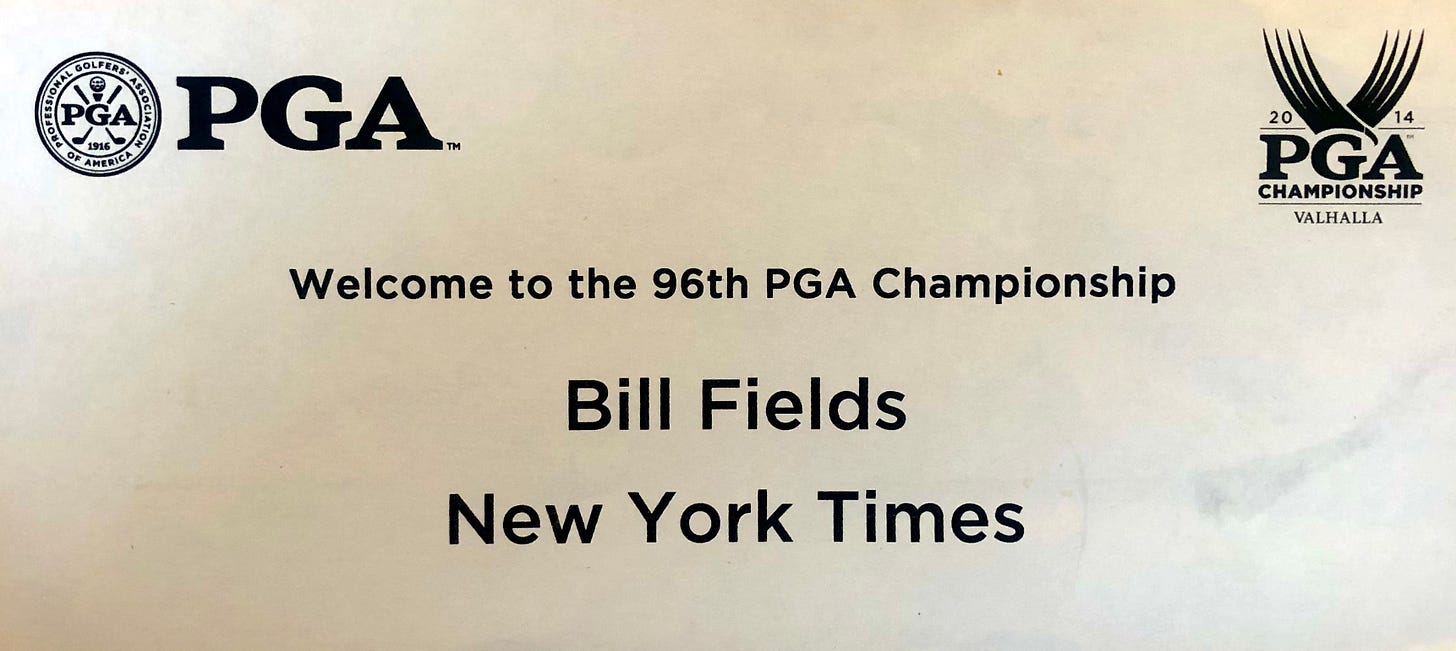 PROFESSIONAL GOLFERS' ASSOCIATION
OF AMERICA
PGA
1916
PGA™
20 14
PGA™
CHAMPIONSHIP
VALHALLA
Welcome to the 96th PGA Championship
Bill Fields
New York Times